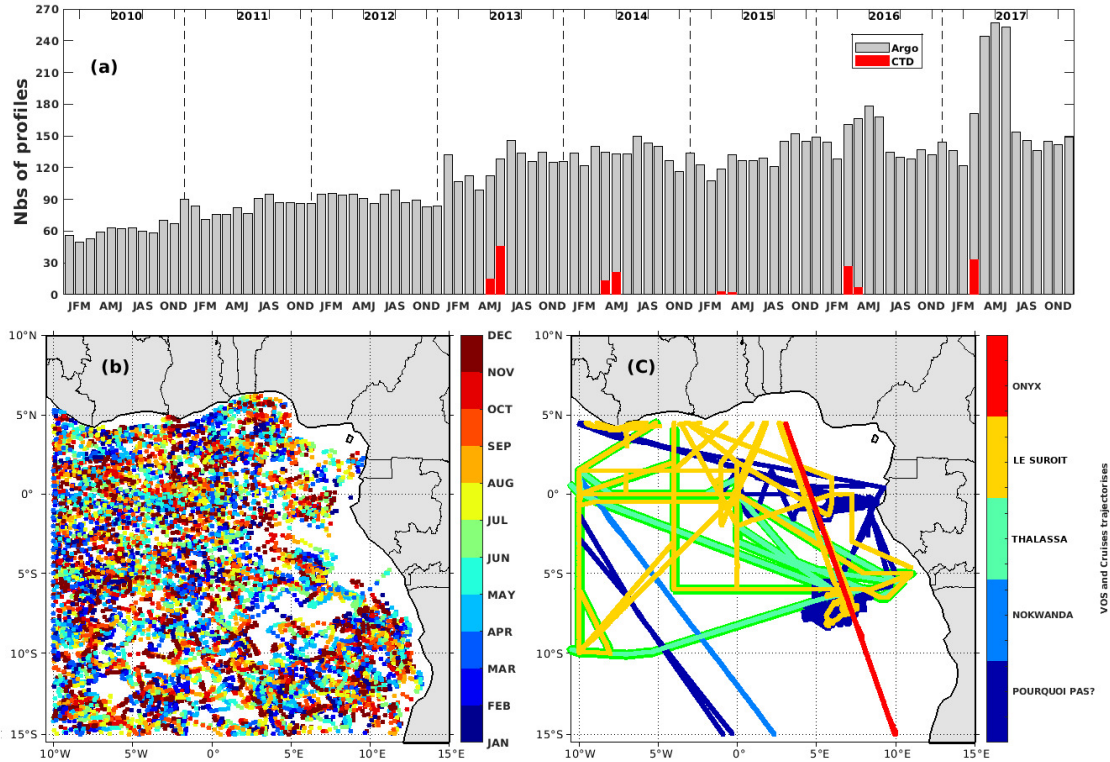 270
240
210
180
150
120
90
60
30
0
Nbs of profiles
2010 2011 2012 2013 2014 2015 2016 2017
(a)
Argo
CTD
JFM AMJ JAS OND JFM AMJ JAS OND JFM AMJ JAS OND JFM AMJ JAS OND JFM AMJ JAS OND JFM AMJ JAS OND JFM AMJ JAS OND JFM AMJ JAS OND
10°N
5°N
0°
5°S
10°S
15°S
(b)
10°W 5°W 0° 5°E 10°E 15°E
DEC
NOV
OCT
SEP
AUG
JUL
JUN
MAY
APR
MAR
FEB
JAN
10°N
5°N
0°
5°S
10°S
15°S
(C)
10°W 5°W 0° 5°E 10°E 15°E
ONYX
LE SUROIT
THALASSA
NOKWANDA
POURQUOI PAS?
VOS and Cruises trajectorises